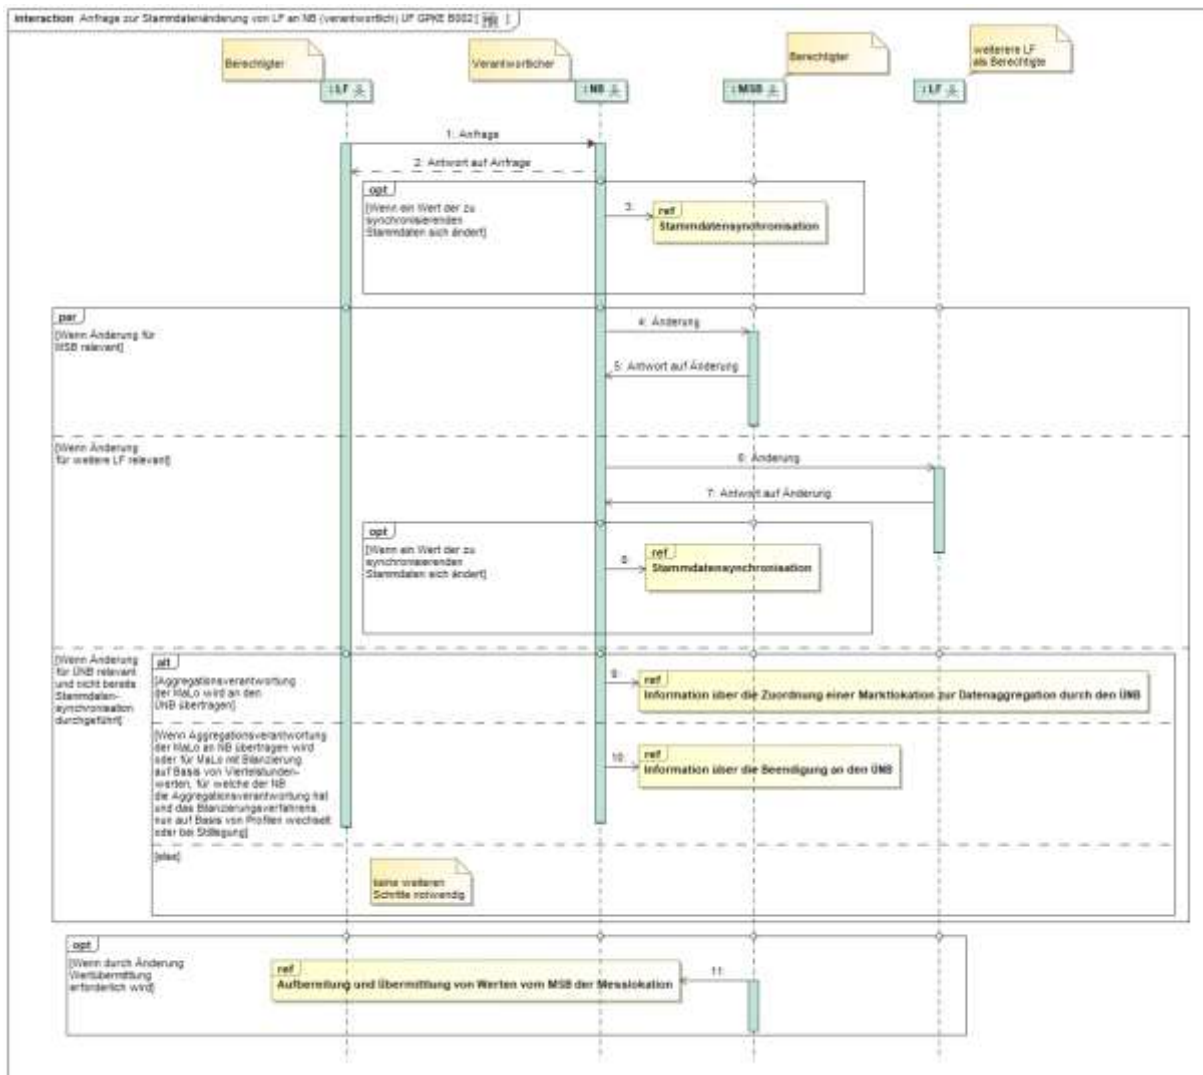 interaction Anfrage zur Stammdatenänderung von LF an NB (verantwortlich) UF GPKE B002 [ ]
Berechtigter
Verantwortlicher
Berechtigter
weiterere LF
als Berechtigte
: LF
: NB
: MSB
: LF
1: Anfrage
2: Antwort auf Anfrage
opt
[Wenn ein Wert der zu
synchronisierenden
Stammdaten sich ändert]
3:
ref
Stammdatensynchronisation
par
[Wenn Änderung für
MSB relevant]
4: Änderung
5: Antwort auf Änderung
[Wenn Änderung
für weitere LF relevant]
6: Änderung
7: Antwort auf Änderung
opt
[Wenn ein Wert der zu
synchronisierenden
Stammdaten sich ändert]
8:
ref
Stammdatensynchronisation
[Wenn Änderung
für ÜNB relevant
und nicht bereits
Stammdaten-
synchronisation
durchgeführt]
alt
[Aggregationsverantwortung
der MaLo wird an den
ÜNB übertragen]
9:
ref
Information über die Zuordnung einer Marktlokation zur Datenaggregation durch den ÜNB
[Wenn Aggregationsverantwortung
der MaLo an NB übertragen wird
oder für MaLo mit Bilanzierung
auf Basis von Viertelstunden-
werten, für welche der NB
die Aggregationsverantwortung hat
und das Bilanzierungsverfahrens
nun auf Basis von Profilen wechselt
oder bei Stilllegung]
10:
ref
Information über die Beendigung an den ÜNB
[else]
keine weiteren
Schritte notwendig
opt
[Wenn durch Änderung
Wertübermittlung
erforderlich wird]
ref
Aufbereitung und Übermittlung von Werten vom MSB der Messlokation
11: